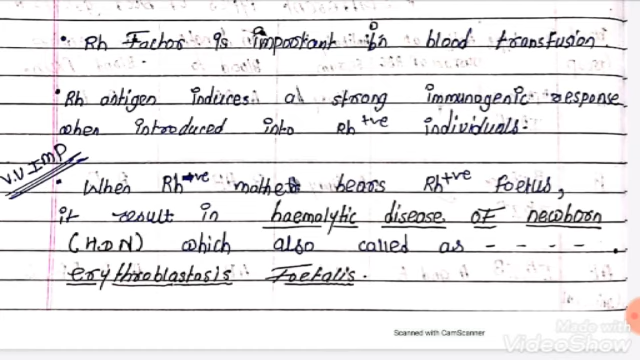 • Rh Factor is important in blood transfusion.
• Rh antigen induces a strong immunogenic response
when introduced into Rh +ve individuals.
V.V.IMP
• When Rh -ve mother bears Rh +ve foetus,
it result in haemolytic disease of newborn
(H.D.N) which also called as - - - - .
erythroblastosis Foetalis.
Scanned with CamScanner
Made with
VideoShow